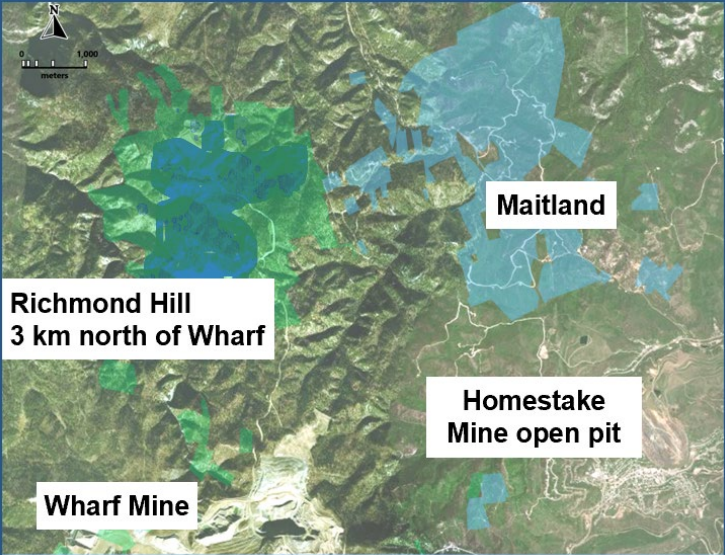 N
0 1,000
meters
Maitland
Richmond Hill
3 km north of Wharf
Homestake
Mine open pit
Wharf Mine